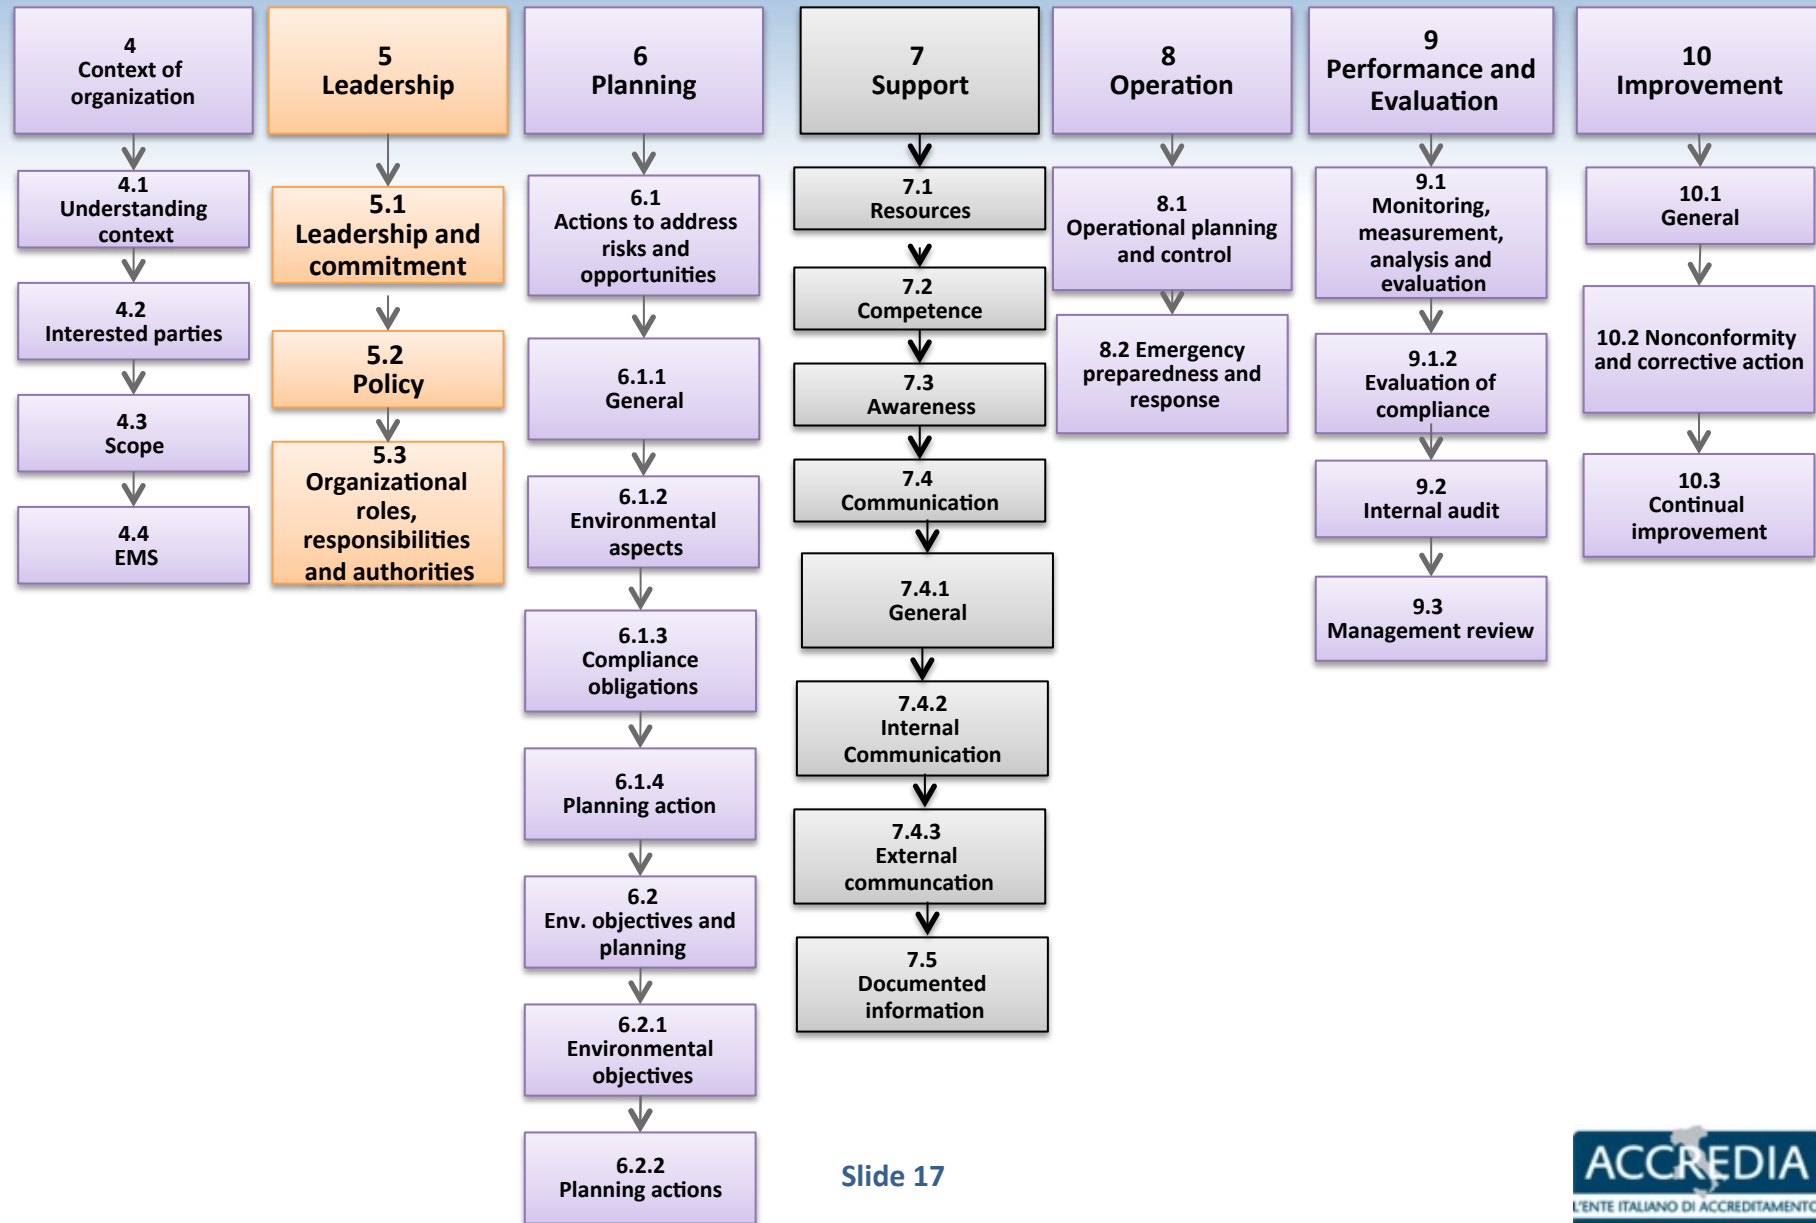 4
Context of
organization
4.1
Understanding
context
4.2
Interested parties
4.3
Scope
4.4
EMS
5
Leadership
5.1
Leadership and
commitment
5.2
Policy
5.3
Organizational
roles,
responsibilities
and authorities
6
Planning
6.1
Actions to address
risks and
opportunities
6.1.1
General
6.1.2
Environmental
aspects
6.1.3
Compliance
obligations
6.1.4
Planning action
6.2
Env. objectives and
planning
6.2.1
Environmental
objectives
6.2.2
Planning actions
7
Support
7.1
Resources
7.2
Competence
7.3
Awareness
7.4
Communication
7.4.1
General
7.4.2
Internal
Communication
7.4.3
External
communcation
7.5
Documented
information
8
Operation
8.1
Operational planning
and control
8.2 Emergency
preparedness and
response
9
Performance and
Evaluation
9.1
Monitoring,
measurement,
analysis and
evaluation
9.1.2
Evaluation of
compliance
9.2
Internal audit
9.3
Management review
10
Improvement
10.1
General
10.2 Nonconformity
and corrective action
10.3
Continual
improvement
Slide 17
ACCREDIA
L'ENTE ITALIANO DI ACCREDITAMENTO